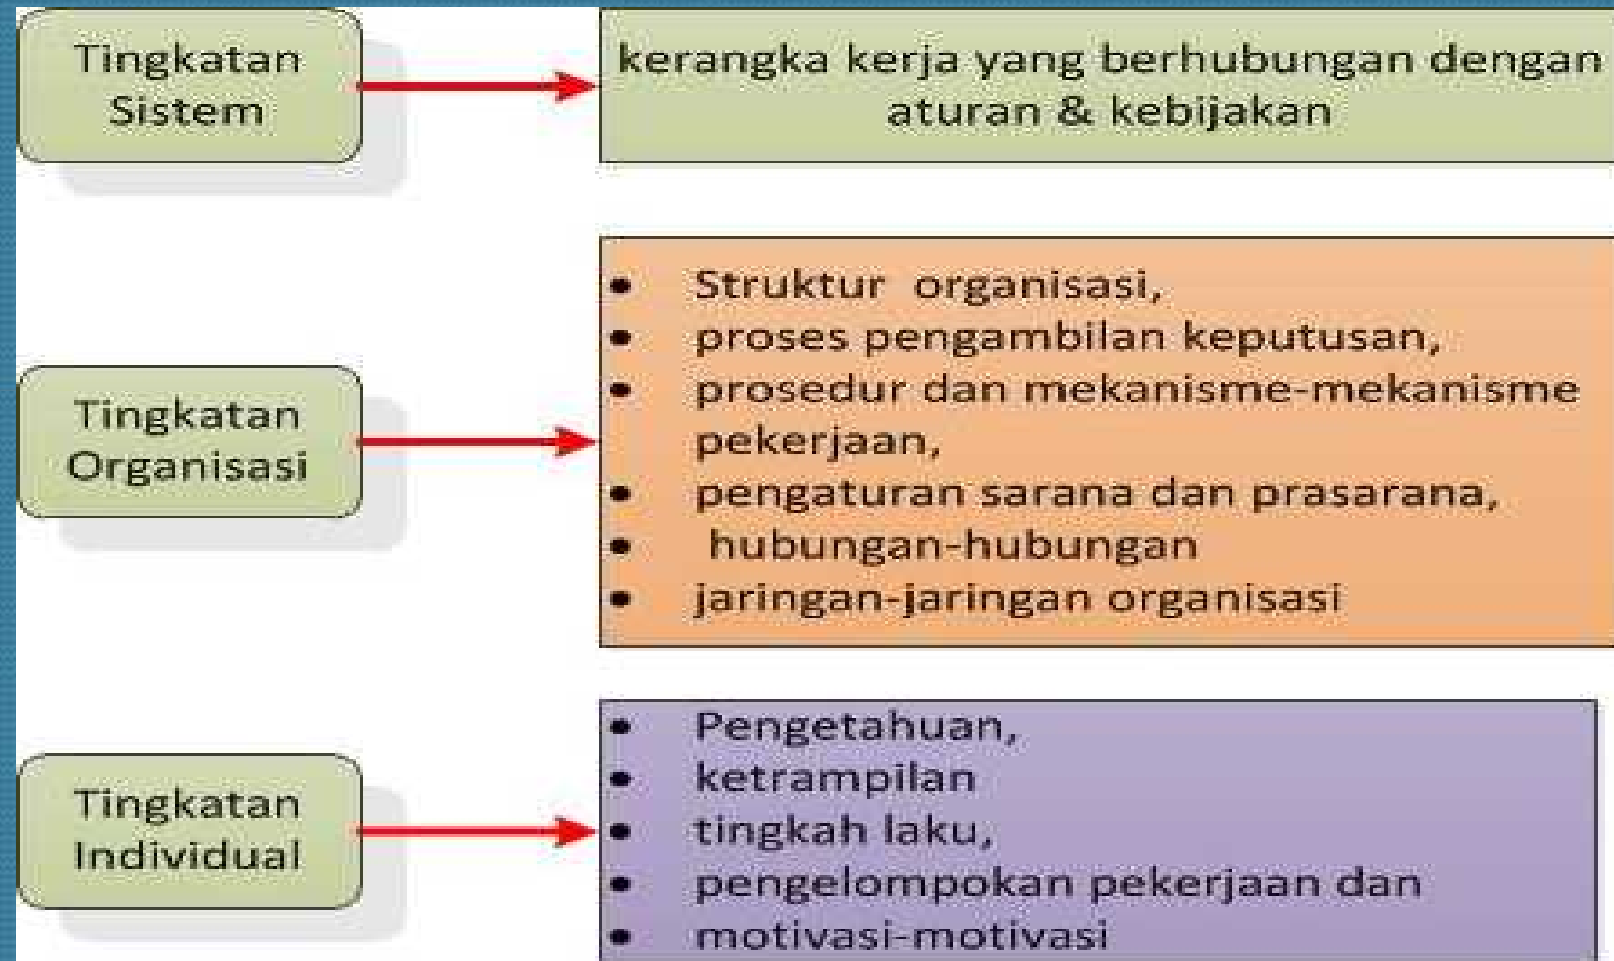 Tingkatan
Sistem
kerangka kerja yang berhubungan dengan
aturan & kebijakan
Tingkatan
Organisasi
• Struktur organisasi,
• proses pengambilan keputusan,
• prosedur dan mekanisme-mekanisme
pekerjaan,
• pengaturan sarana dan prasarana,
• hubungan-hubungan
• jaringan-jaringan organisasi
Tingkatan
Individual
• Pengetahuan,
• ketrampilan
• tingkah laku,
• pengelompokan pekerjaan dan
• motivasi-motivasi